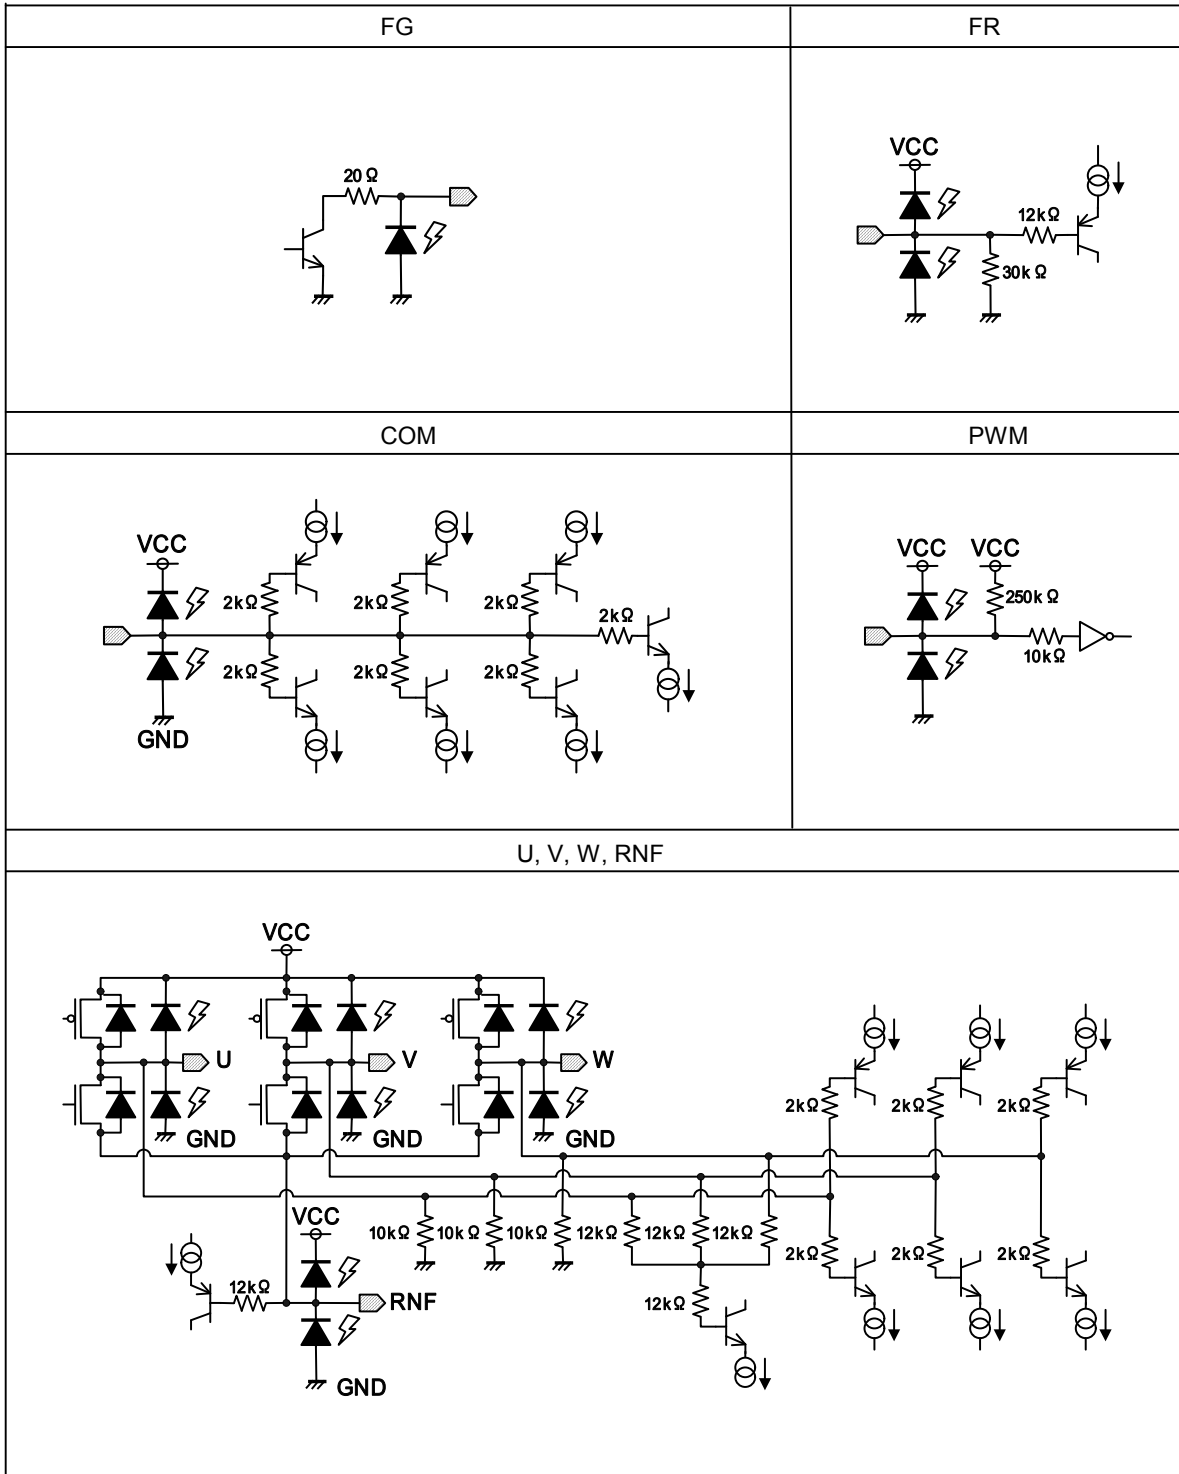 FG
FR
20Ω
VCC
12kΩ
30kΩ
COM
PWM
VCC
2kΩ 2kΩ 2kΩ
2kΩ
2kΩ 2kΩ 2kΩ
GND
VCC VCC
250kΩ
10kΩ
U, V, W, RNF
VCC
U V W
GND GND GND
2kΩ 2kΩ 2kΩ
VCC
10kΩ 10kΩ 10kΩ 12kΩ 12kΩ 12kΩ
2kΩ 2kΩ 2kΩ
12kΩ
RNF
12kΩ
GND